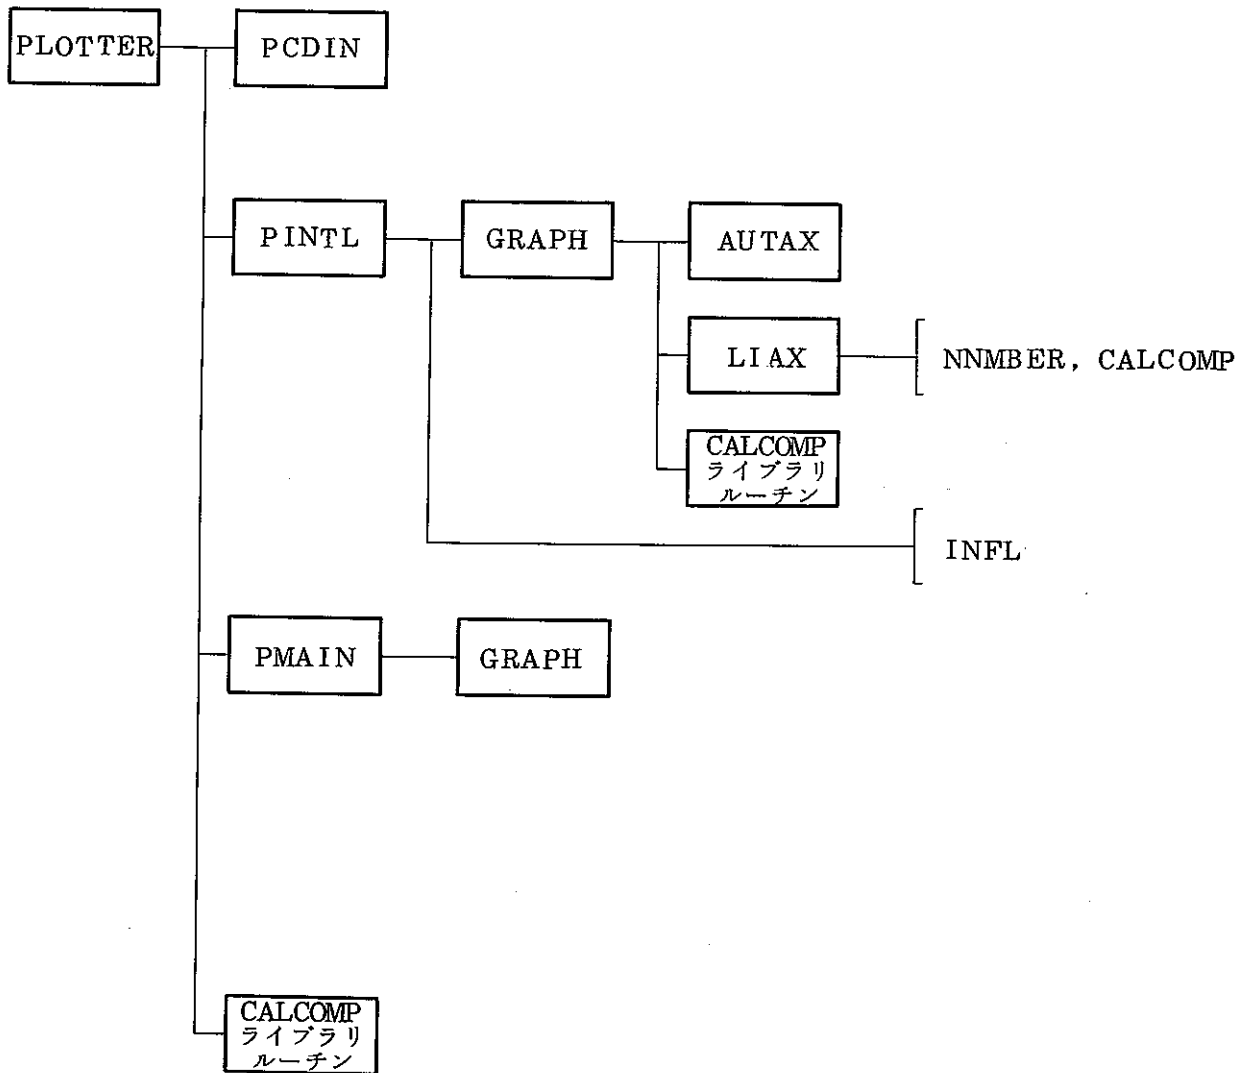 PLOTTER
PCDIN
PINTL
GRAPH
AUTAX
LIAX
NNMBER, CALCOMP
CALCOMP
ライブラリ
ルーチン
INFL
PMAIN
GRAPH
CALCOMP
ライブラリ
ルーチン